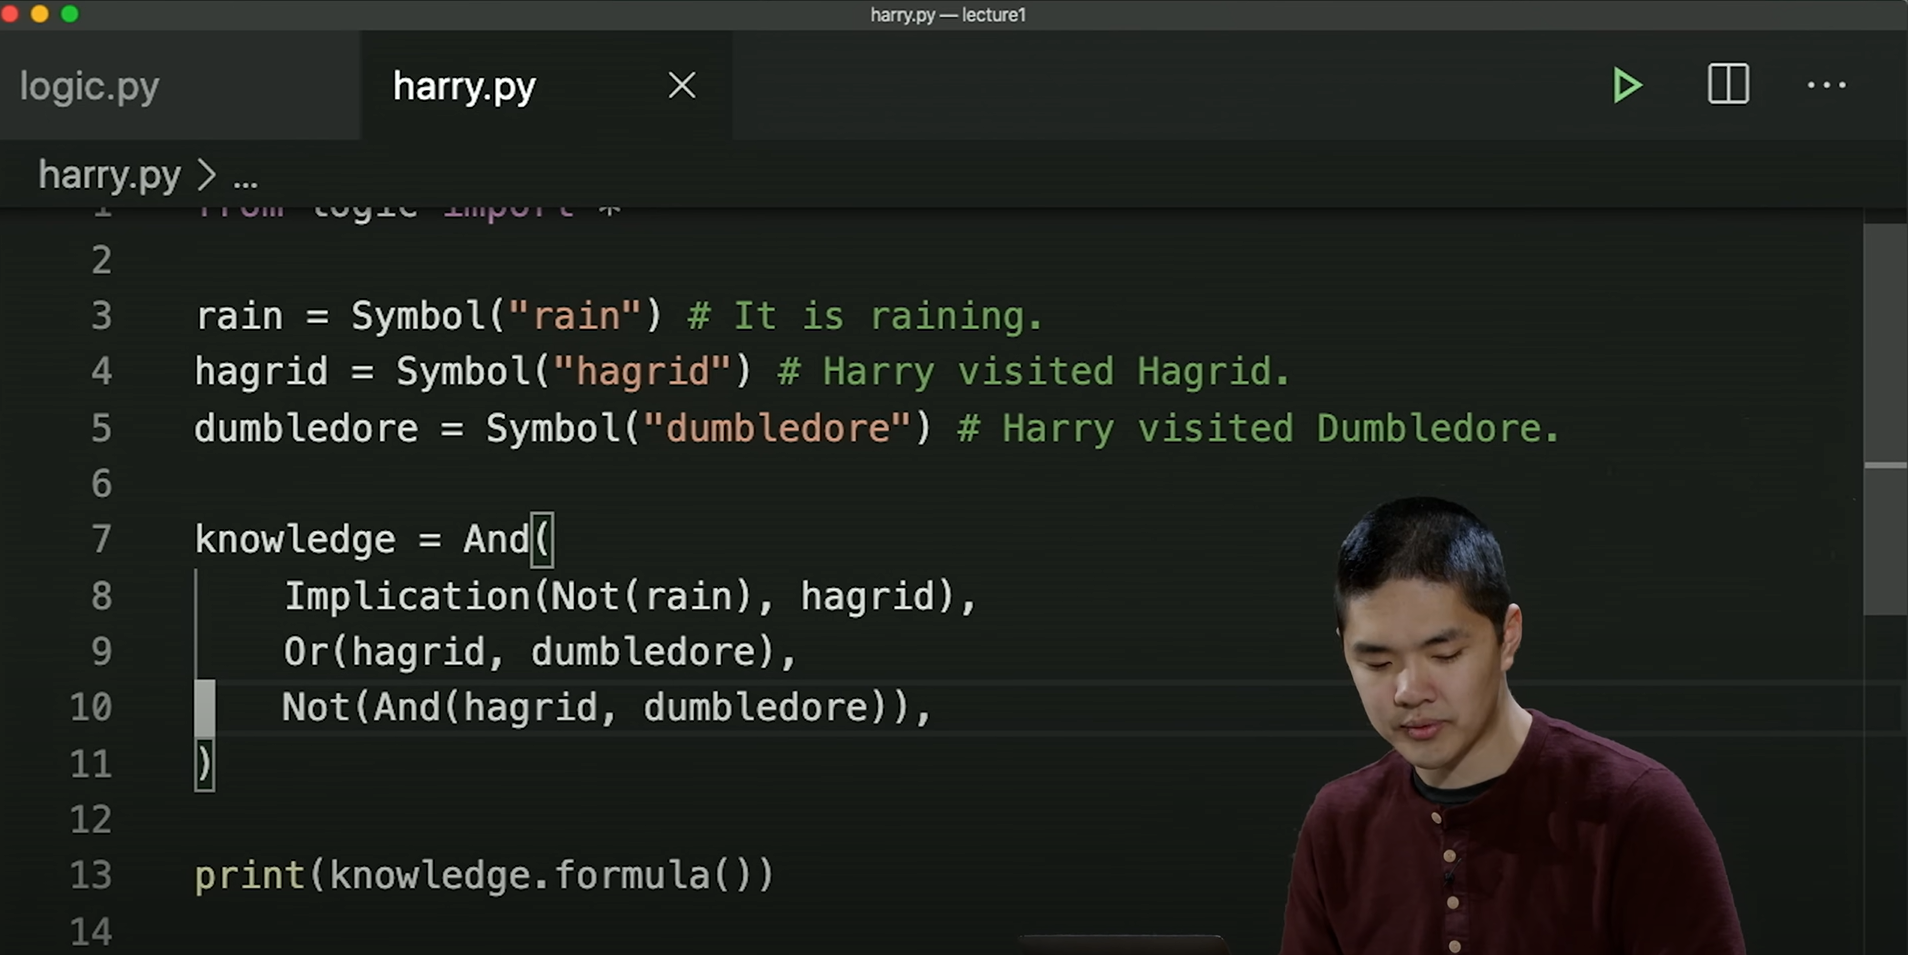 harry.py — lecture1
logic.py
harry.py
harry.py > ...
1 from logic import *
2
3 rain = Symbol("rain") # It is raining.
4 hagrid = Symbol("hagrid") # Harry visited Hagrid.
5 dumbledore = Symbol("dumbledore") # Harry visited Dumbledore.
6
7 knowledge = And(
8 Implication(Not(rain), hagrid),
9 Or(hagrid, dumbledore),
10 Not(And(hagrid, dumbledore)),
11 )
12
13 print(knowledge.formula())
14